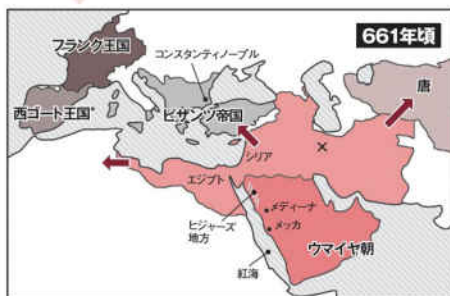 661年頃
フランク王国
コンスタンティノープル
唐
西ゴート王国*
ビザンツ帝国
シリア
エジプト
メディーナ
ヒジャーズ
地方
メッカ
ウマイヤ朝
紅海